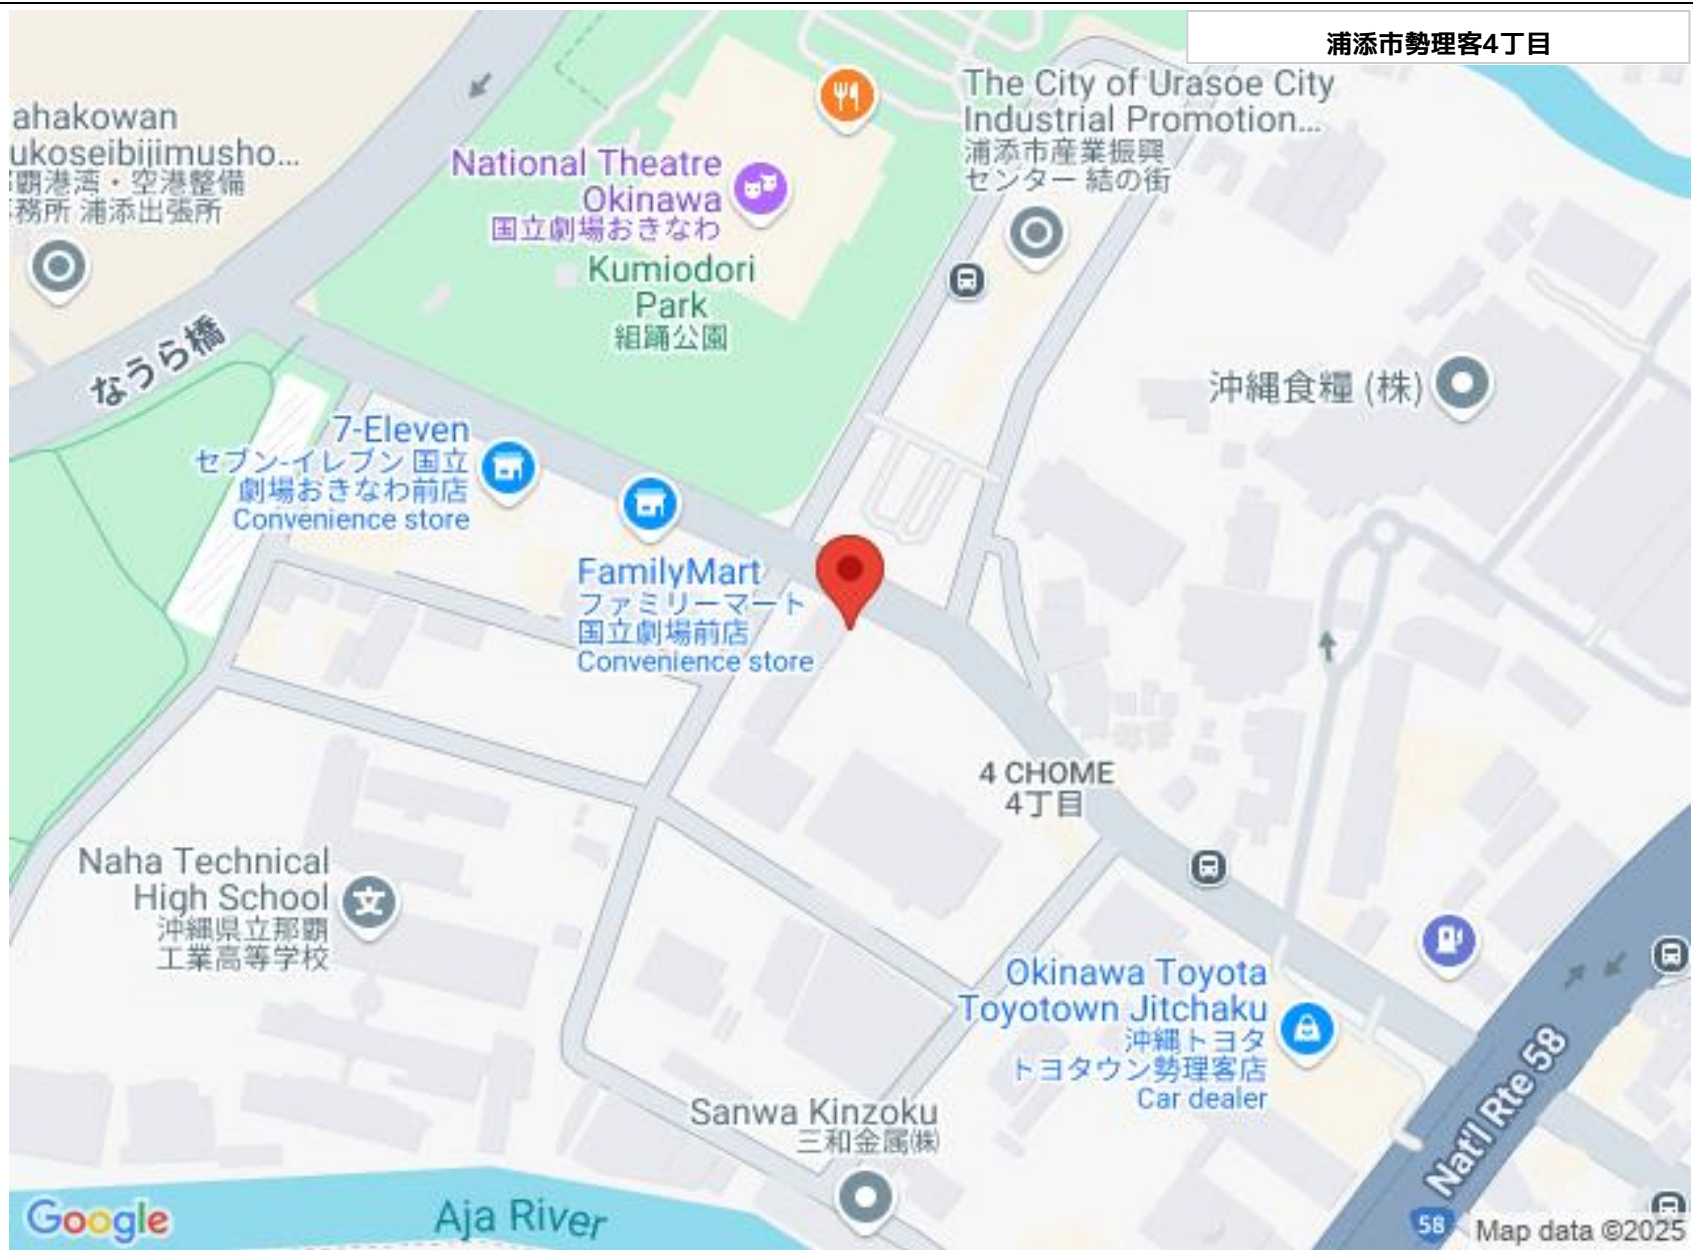 浦添市勢理客4丁目
The City of Urasoe City
Industrial Promotion...
浦添市産業振興
センター 結の街
ahakowan
ukoseibijimusho...
覇港湾・空港整備
務所 浦添出張所
National Theatre
Okinawa
国立劇場おきなわ
Kumiodori
Park
組踊公園
なうら橋
沖縄食糧 (株)
7-Eleven
セブン-イレブン 国立
劇場おきなわ前店
Convenience store
FamilyMart
ファミリーマート
国立劇場前店
Convenience store
4 CHOME
4丁目
Naha Technical
High School
沖縄県立那覇
工業高等学校
文
Okinawa Toyota
Toyotown Jitchaku
沖縄トヨタ
トヨタウン勢理客店
Car dealer
Sanwa Kinzoku
三和金属㈱
Nat'l Rte 58
58
Aja River
Google
Map data ©2025